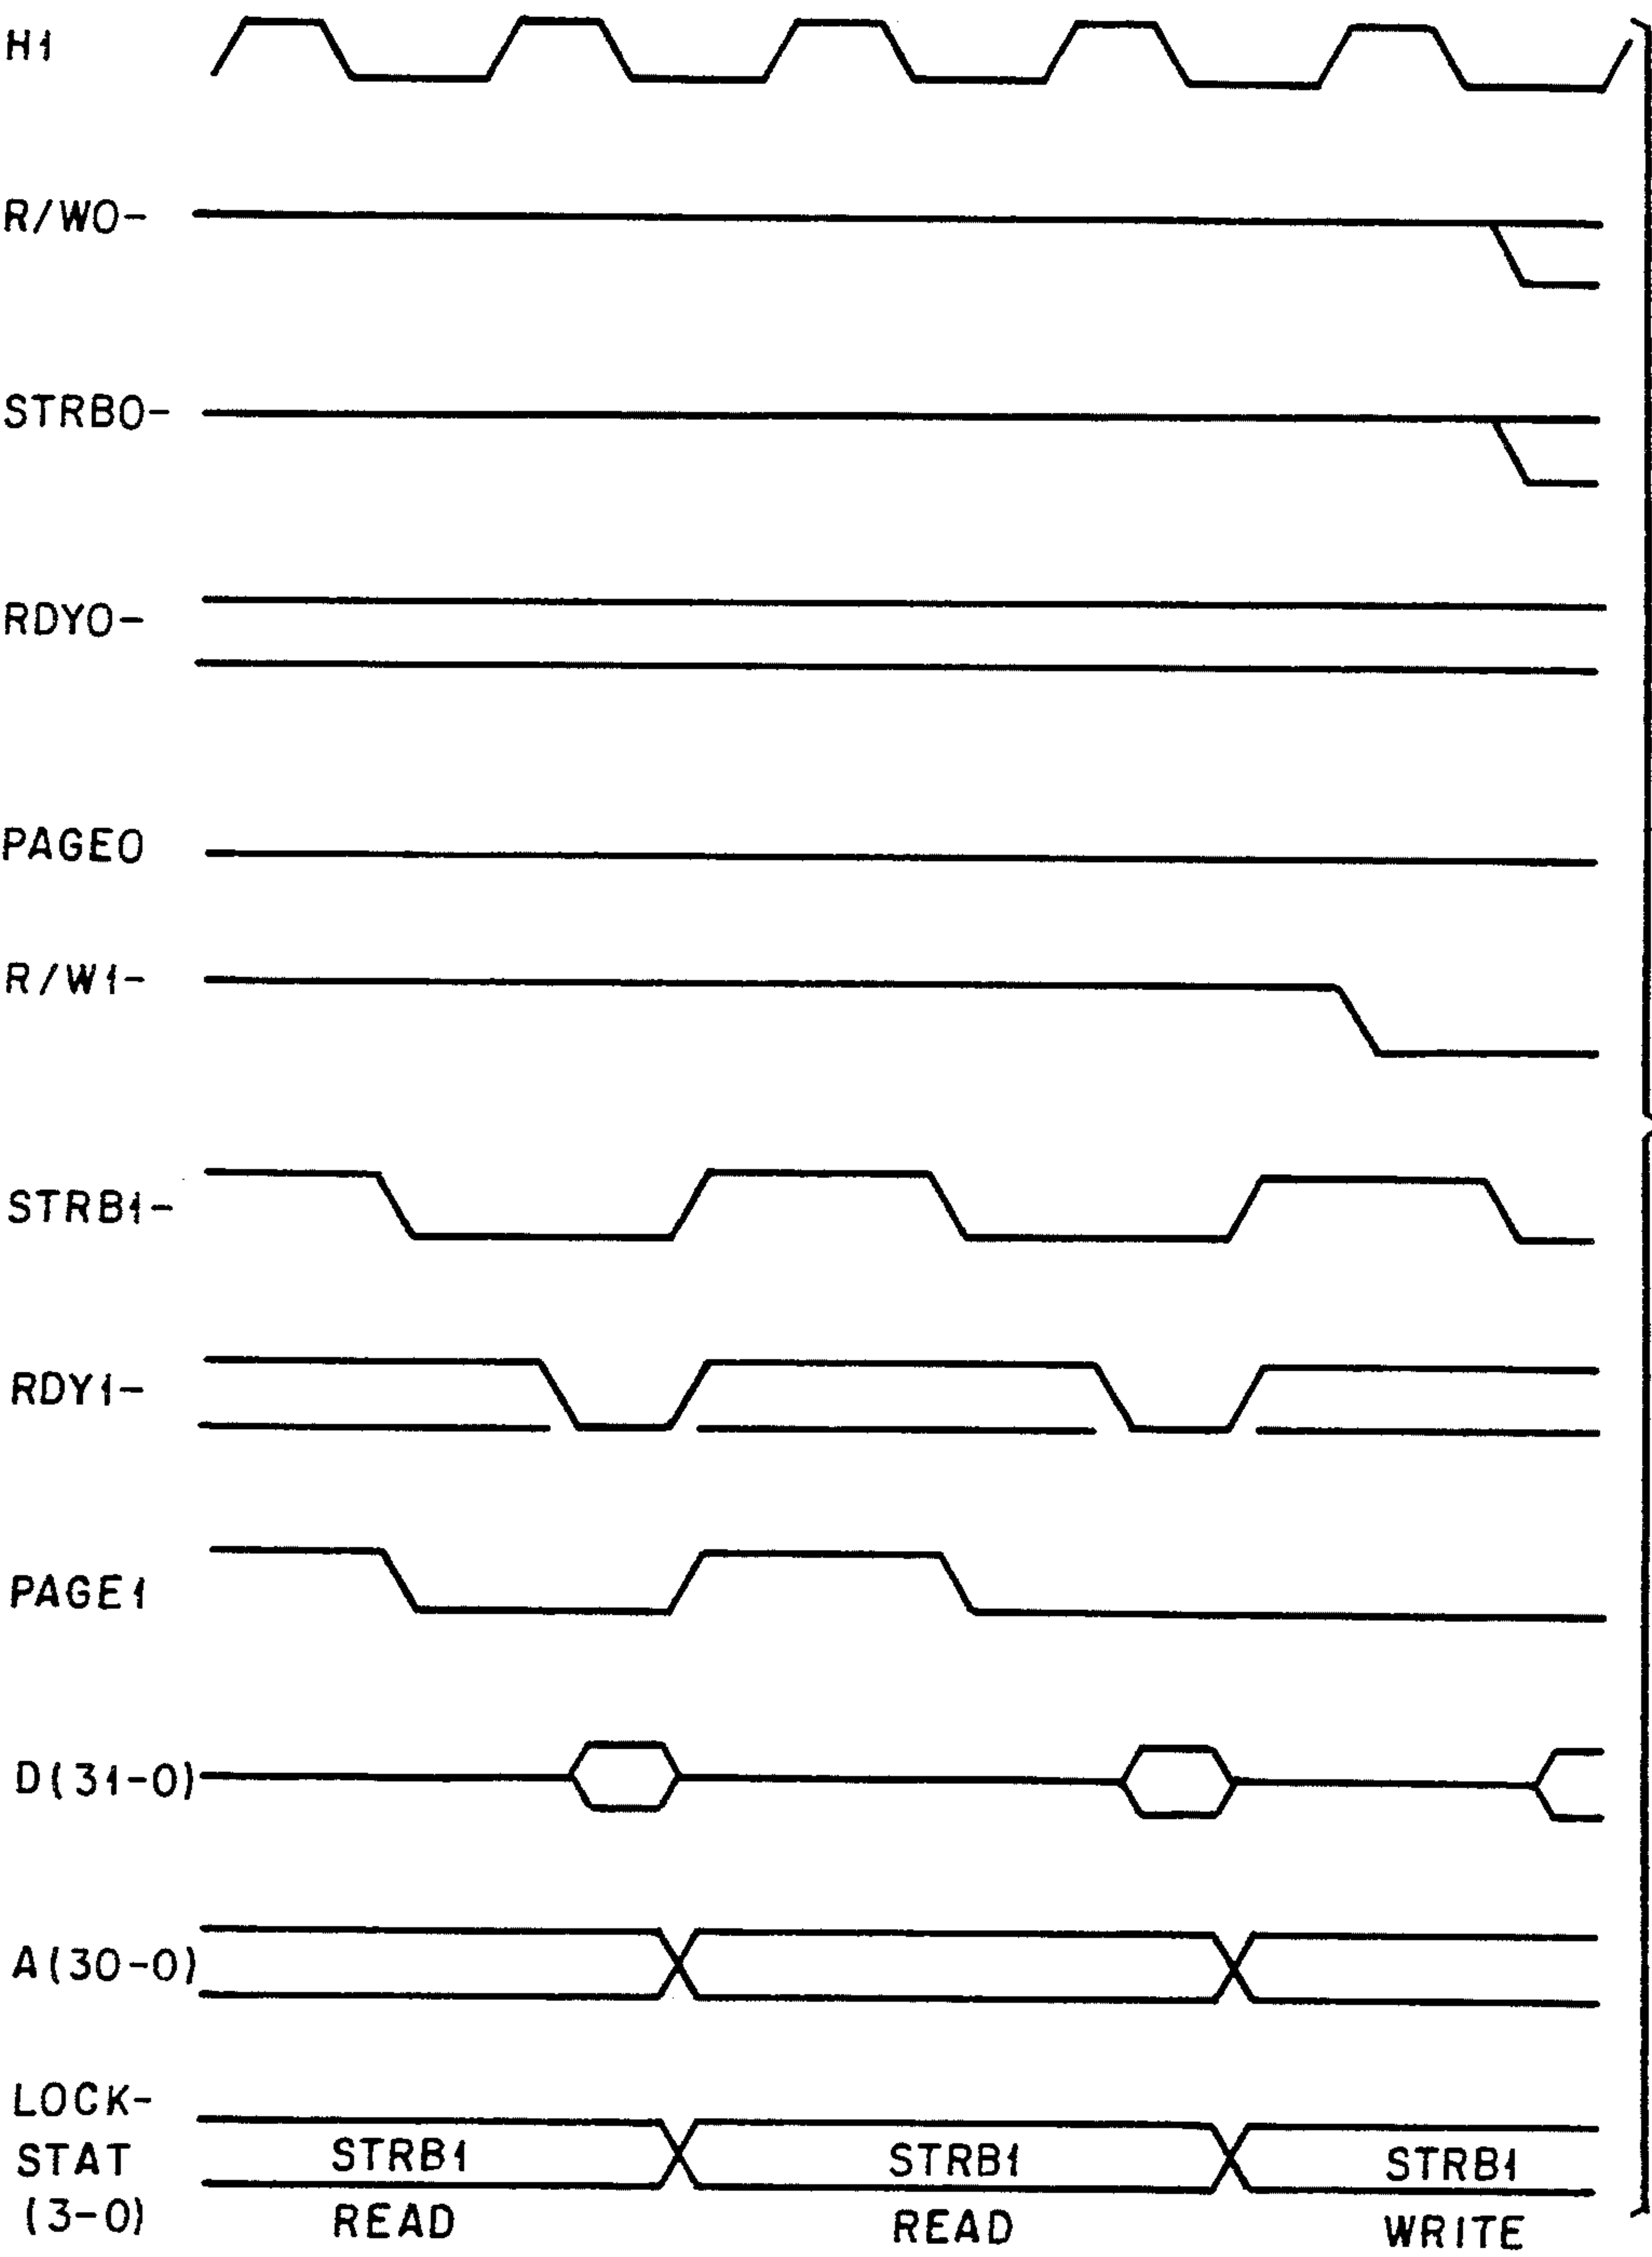 H1
R/W0-
STRB0-
RDY0-
PAGE0
R/W1-
STRB1-
RDY1-
PAGE1
D(31-0)
A(30-0)
LOCK-
STAT STRB1 STRB1 STRB1
(3-0) READ READ WRITE